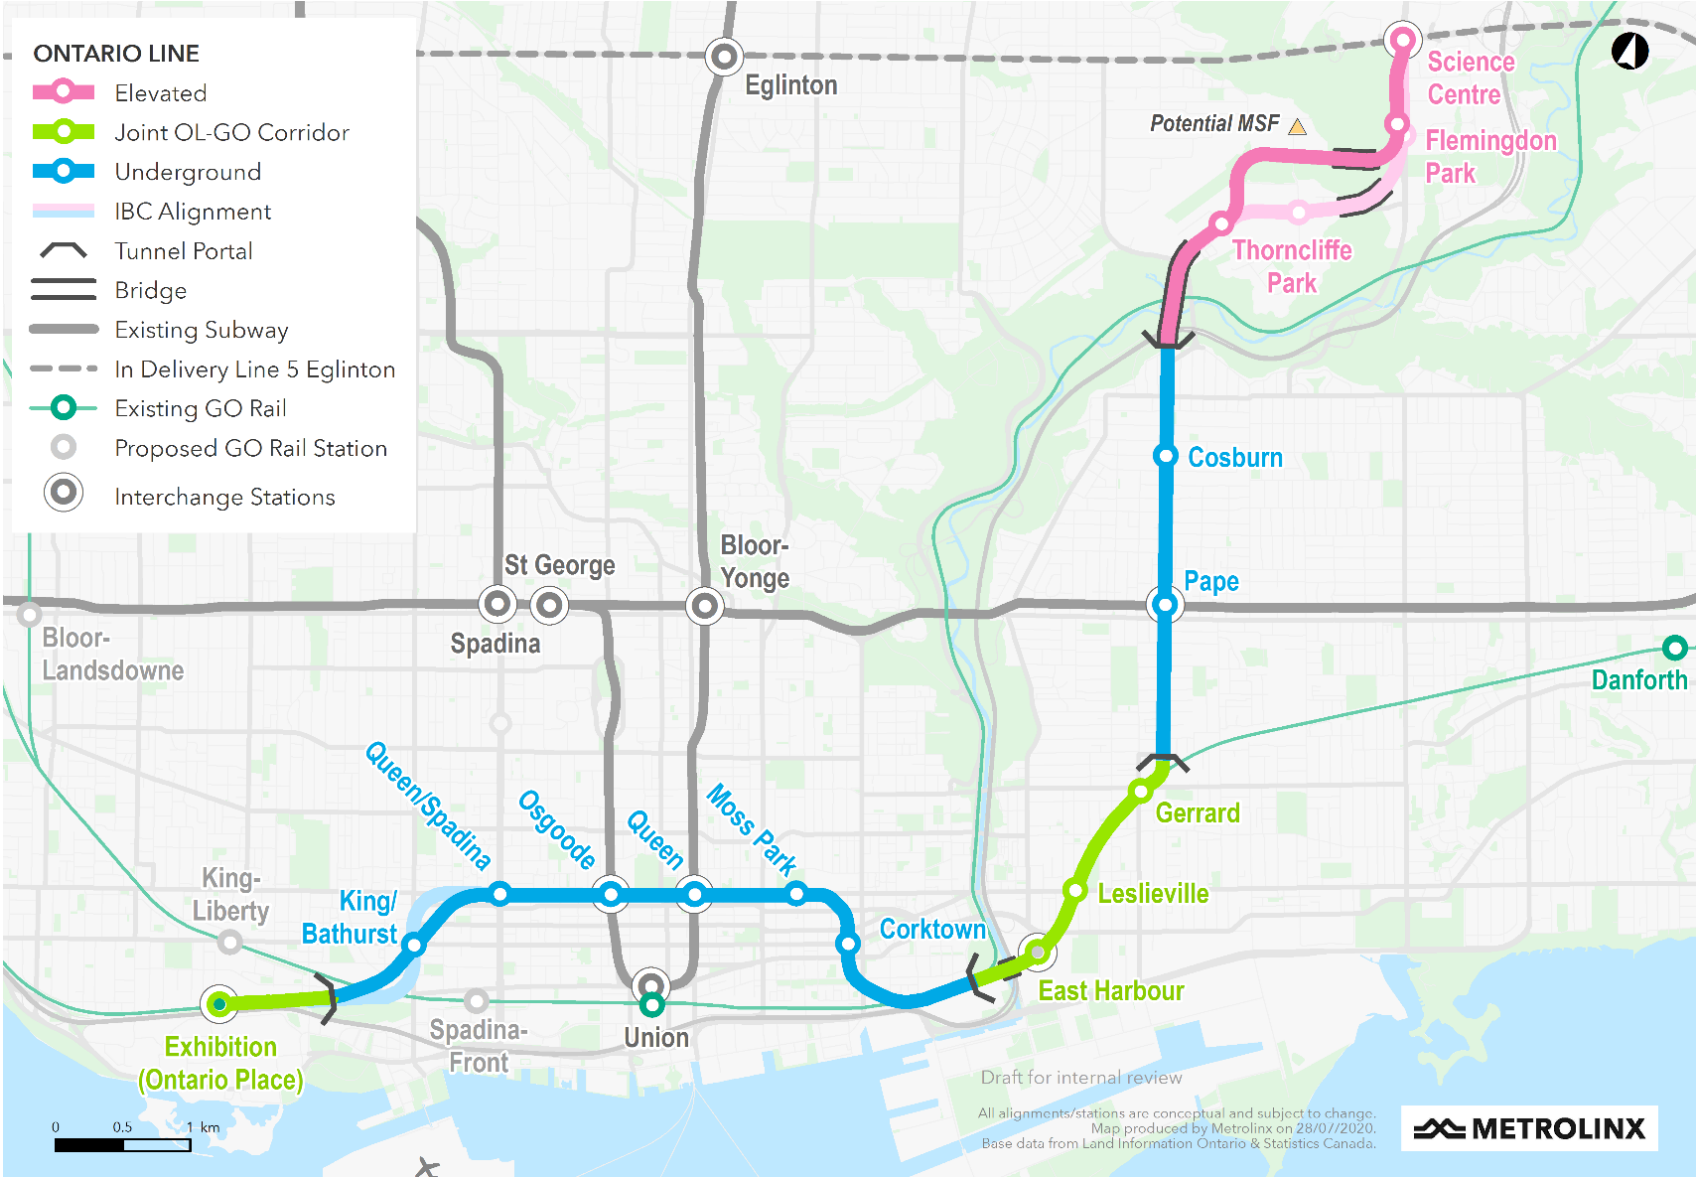 ONTARIO LINE
Elevated
Joint OL-GO Corridor
Underground
IBC Alignment
Tunnel Portal
Bridge
Existing Subway
In Delivery Line 5 Eglinton
Existing GO Rail
Proposed GO Rail Station
Interchange Stations
Eglinton
Science
Centre
Potential MSF
Flemingdon
Park
Thorncliffe
Park
Cosburn
St George
Bloor-
Yonge
Pape
Spadina
Bloor-
Landsdowne
Danforth
Queen/Spadina
Osgoode
Queen
Moss Park
Gerrard
King-
Liberty
King/
Bathurst
Leslieville
Corktown
East Harbour
Exhibition
(Ontario Place)
Spadina-
Front
Union
0 0.5 1 km
Draft for internal review
All alignments/stations are conceptual and subject to change.
Map produced by Metrolinx on 28/07/2020.
Base data from Land Information Ontario & Statistics Canada.
METROLINX